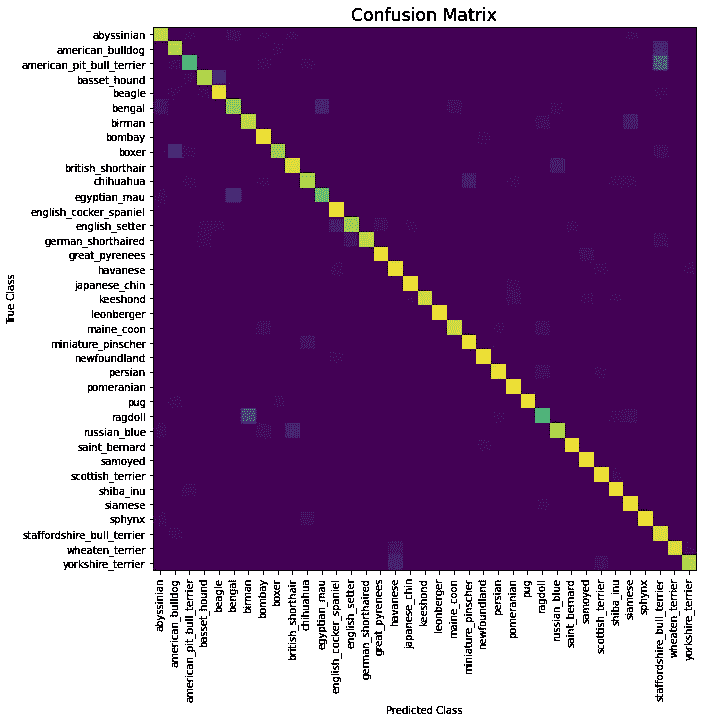 Confusion Matrix
True Class
abyssinian
american_bulldog
american_pit_bull_terrier
basset_hound
beagle
bengal
birman
bombay
boxer
british_shorthair
chihuahua
egyptian_mau
english_cocker_spaniel
english_setter
german_shorthaired
great_pyrenees
havanese
japanese_chin
keeshond
leonberger
maine_coon
miniature_pinscher
newfoundland
persian
pomeranian
pug
ragdoll
russian_blue
saint_bernard
samoyed
scottish_terrier
shiba_inu
siamese
sphynx
staffordshire_bull_terrier
wheaten_terrier
yorkshire_terrier
abyssinian
american_bulldog
american_pit_bull_terrier
basset_hound
beagle
bengal
birman
bombay
boxer
british_shorthair
chihuahua
egyptian_mau
english_cocker_spaniel
english_setter
german_shorthaired
great_pyrenees
havanese
japanese_chin
keeshond
leonberger
maine_coon
miniature_pinscher
newfoundland
persian
pomeranian
pug
ragdoll
russian_blue
saint_bernard
samoyed
scottish_terrier
shiba_inu
siamese
sphynx
staffordshire_bull_terrier
wheaten_terrier
yorkshire_terrier
Predicted Class